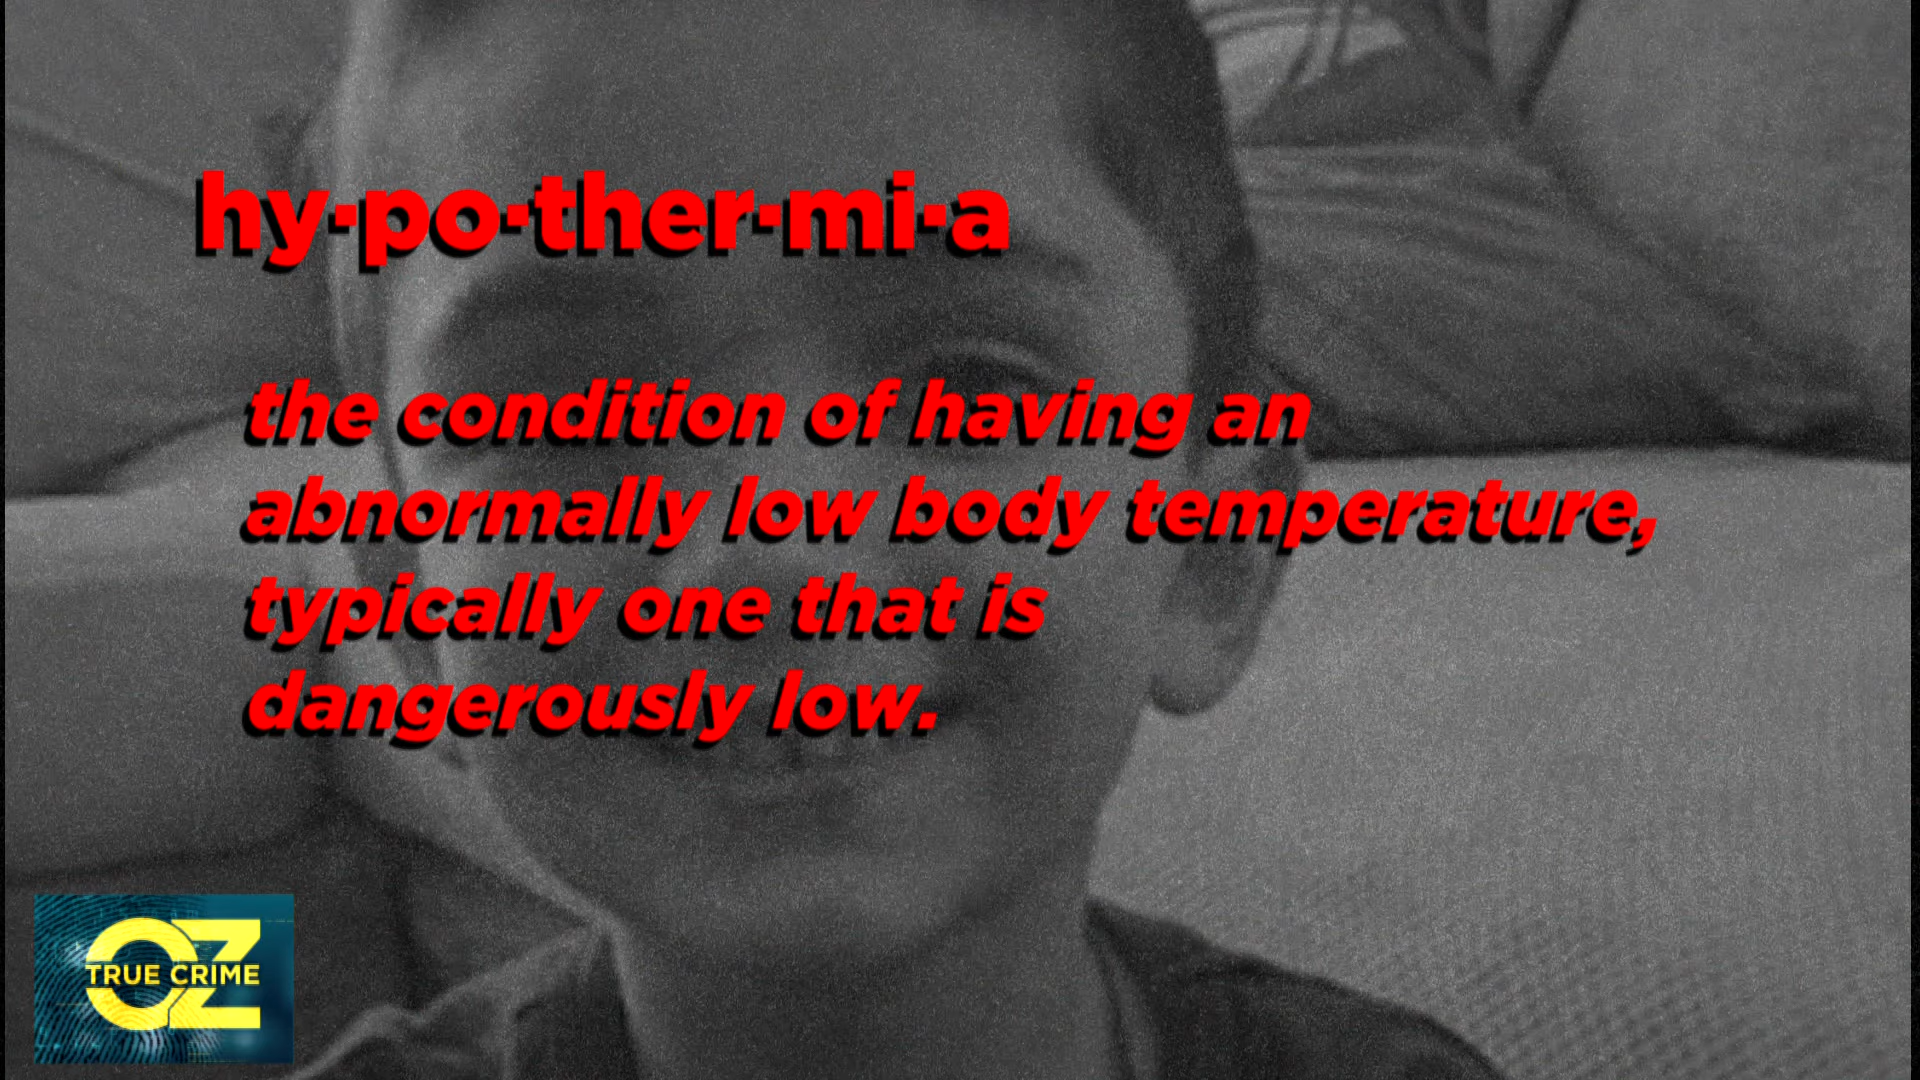 hy·po·ther·mi·a
the condition of having an
abnormally low body temperature,
typically one that is
dangerously low.
OZ
TRUE CRIME